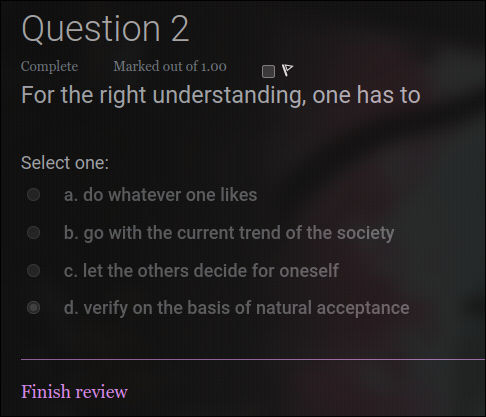 Question 2
Complete Marked out of 1.00
For the right understanding, one has to
Select one:
a. do whatever one likes
b. go with the current trend of the society
c. let the others decide for oneself
d. verify on the basis of natural acceptance
Finish review